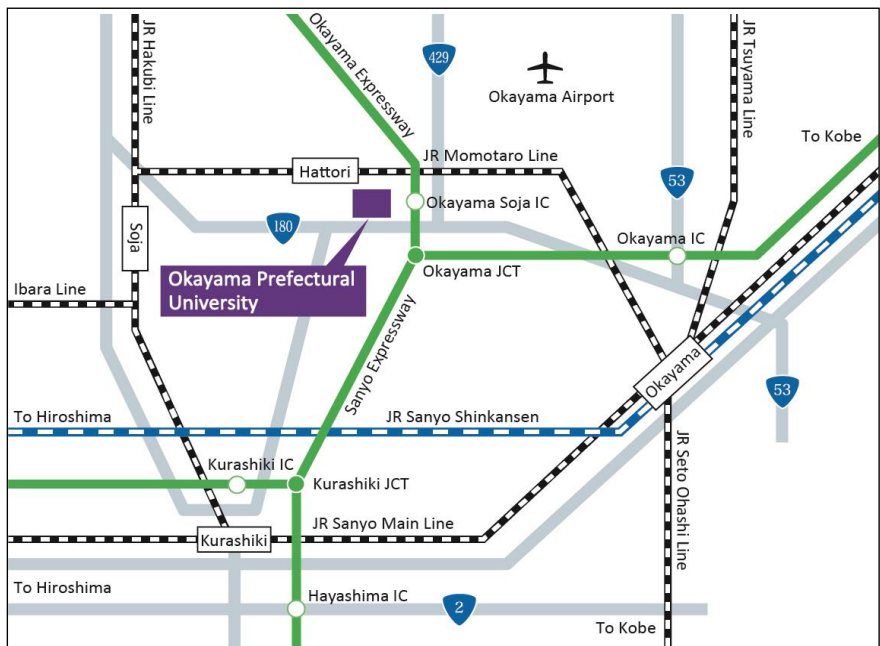 JR Hakubi Line
Okayama Expressway
429
Okayama Airport
JR Tsuyama Line
To Kobe
JR Momotaro Line
Hattori
53
Okayama Soja IC
180
Soja
Okayama IC
Okayama JCT
Okayama Prefectural
University
Ibara Line
Sanyo Expressway
Okayama
53
To Hiroshima
JR Sanyo Shinkansen
Kurashiki IC
Kurashiki JCT
JR Seto Ohashi Line
JR Sanyo Main Line
Kurashiki
To Hiroshima
Hayashima IC
2
To Kobe